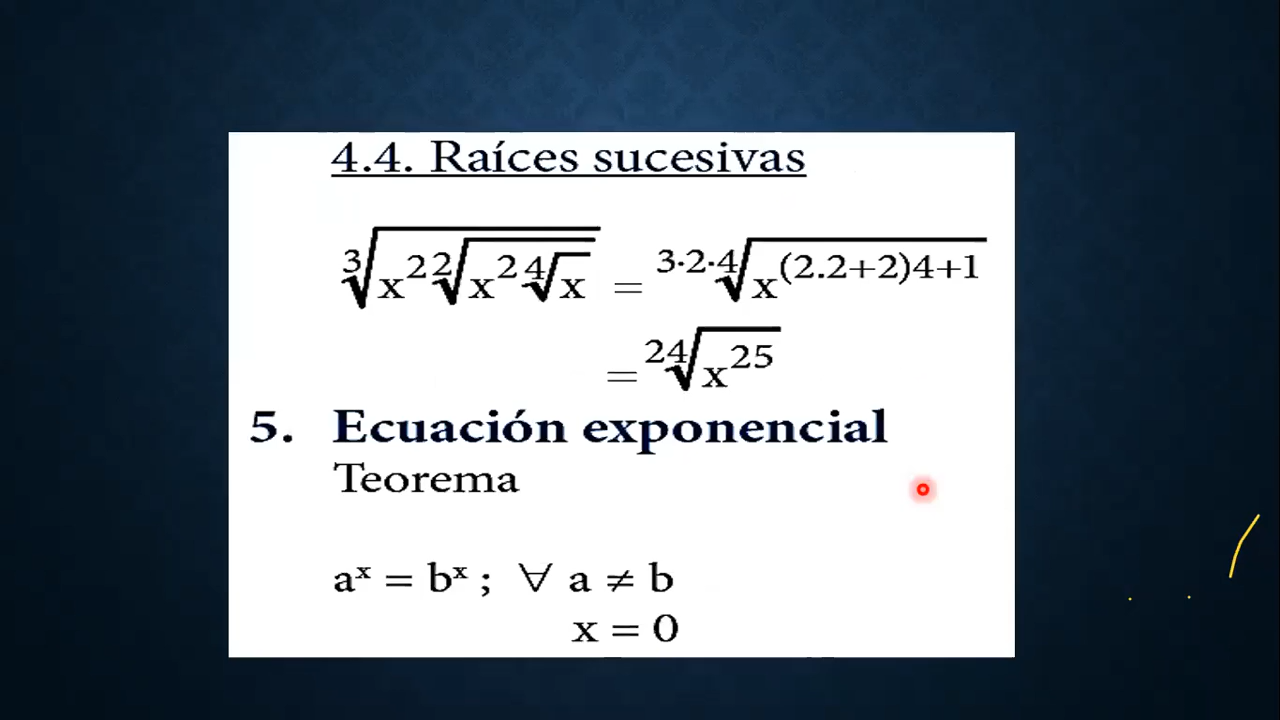 4.4. Raíces sucesivas
∛(x² ²√(x² ⁴√x)) = ³·²·⁴√(x^((2.2+2)4+1))
= ²⁴√(x²⁵)
5. Ecuación exponencial
Teorema
aˣ = bˣ ; ∀ a ≠ b
x = 0